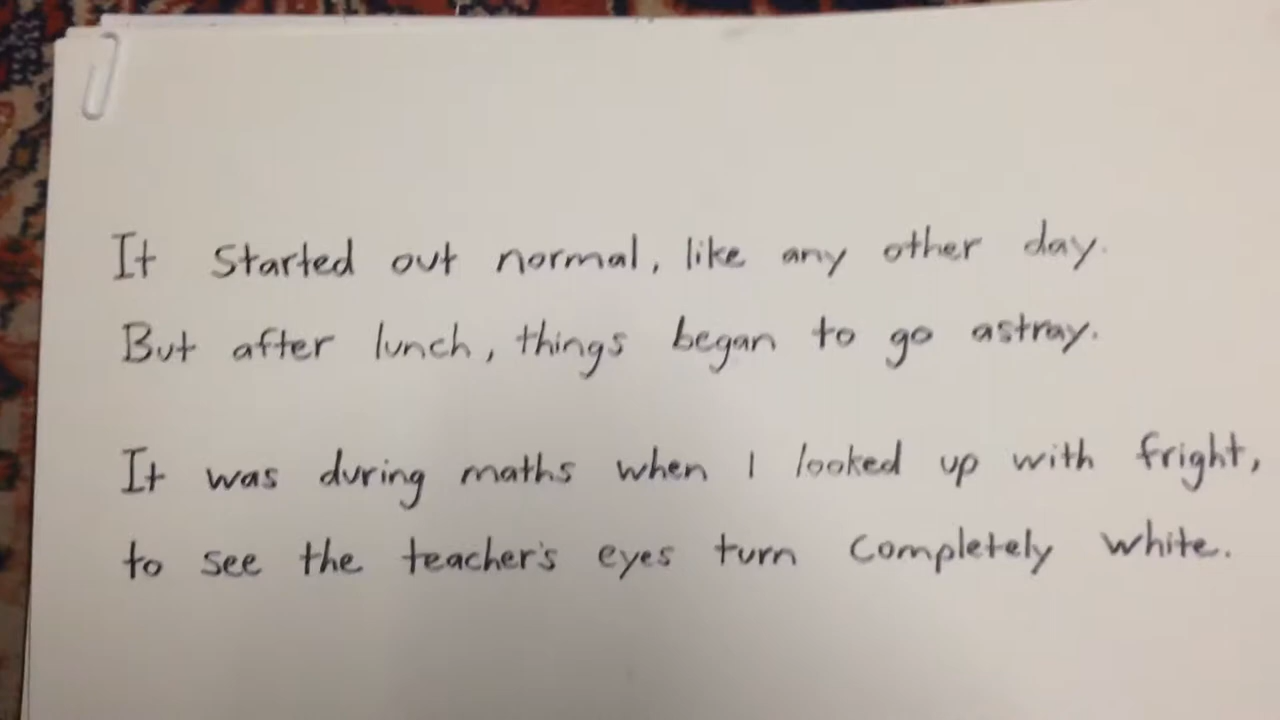 It started out normal, like any other day.
But after lunch, things began to go astray.
It was during maths when I looked up with fright,
to see the teacher's eyes turn completely white.